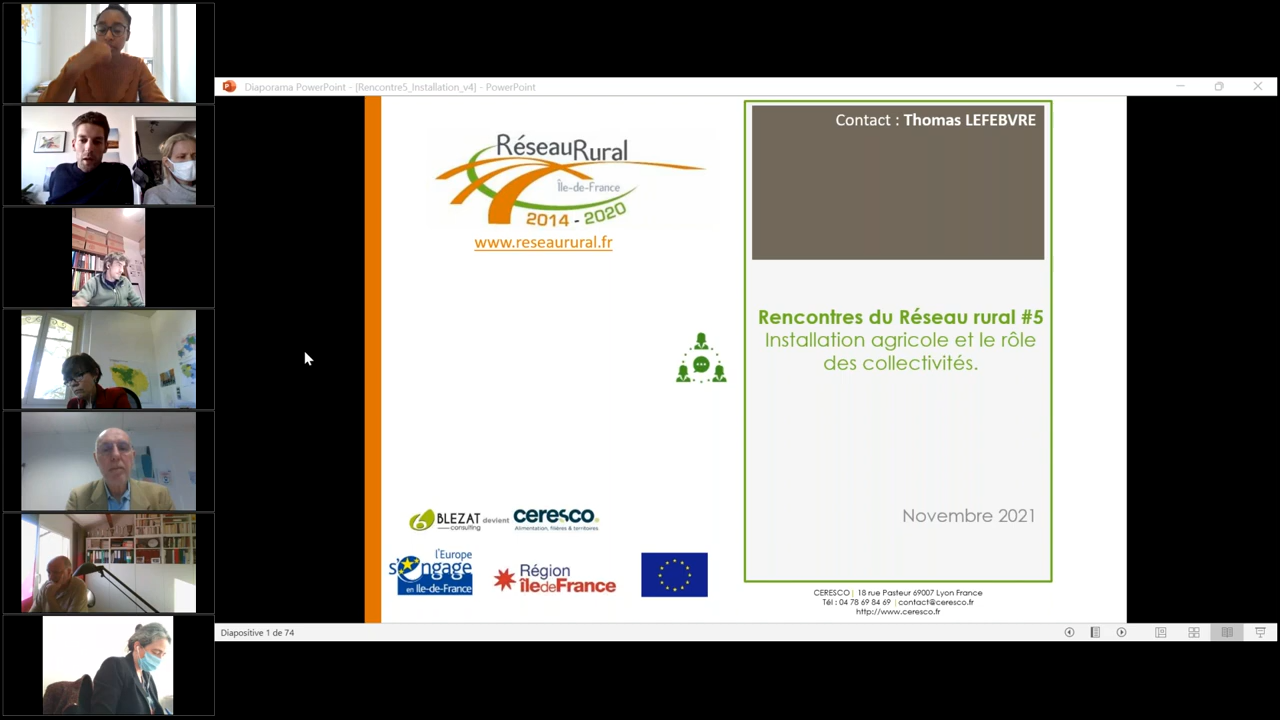 Diaporama PowerPoint - [Rencontre5_Installation_v4] - PowerPoint
RéseauRural
Île-de-France
2014 - 2020
www.reseaurural.fr
Contact : Thomas LEFEBVRE
Rencontres du Réseau rural #5
Installation agricole et le rôle
des collectivités.
Novembre 2021
6 BLEZAT consulting devient ceresco
Alimentation, filières & territoires
l'Europe
s'engage
en Ile-de-France
Région
îledeFrance
CERESCO | 18 rue Pasteur 69007 Lyon France
Tél : 04 78 69 84 69 | contact@ceresco.fr
http://www.ceresco.fr
Diapositive 1 de 74